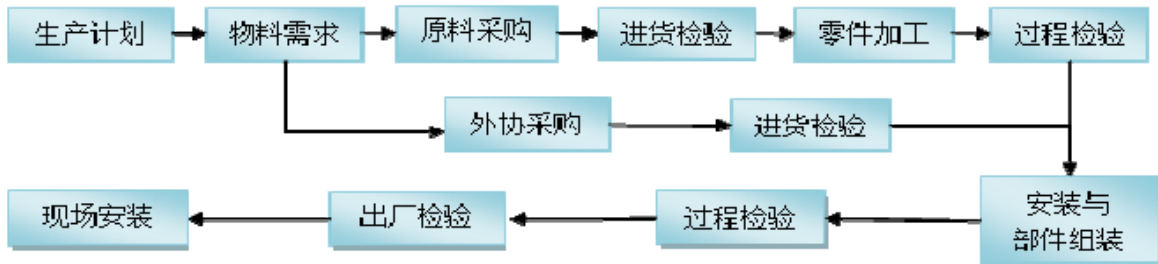 生产计划
物料需求
原料采购
进货检验
零件加工
过程检验
外协采购
进货检验
现场安装
出厂检验
过程检验
安装与
部件组装